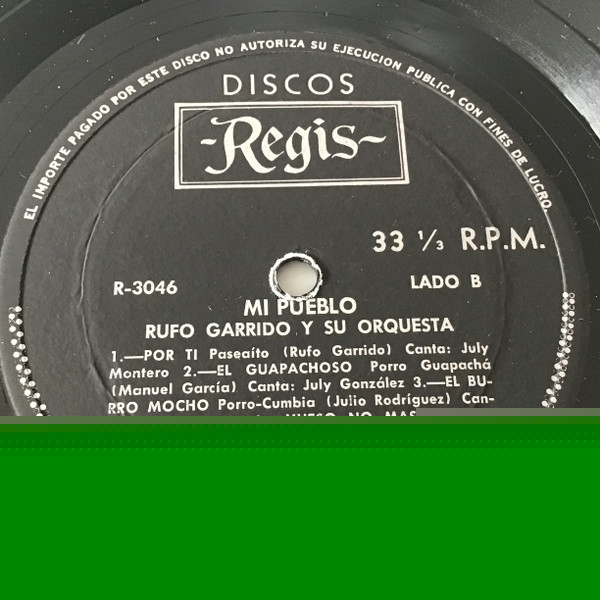 EL IMPORTE PAGADO POR ESTE DISCO NO AUTORIZA SU EJECUCION PUBLICA CON FINES DE LUCRO.
DISCOS
-Regis-
33 ⅓ R.P.M.
R-3046 LADO B
MI PUEBLO
RUFO GARRIDO Y SU ORQUESTA
1.—POR TI Paseaíto (Rufo Garrido) Canta: July
Montero 2.—EL GUAPACHOSO Porro Guapachá
(Manuel García) Canta: July González 3.—EL BU-
RRO MOCHO Porro-Cumbia (Julio Rodríguez) Can-
NO MAS